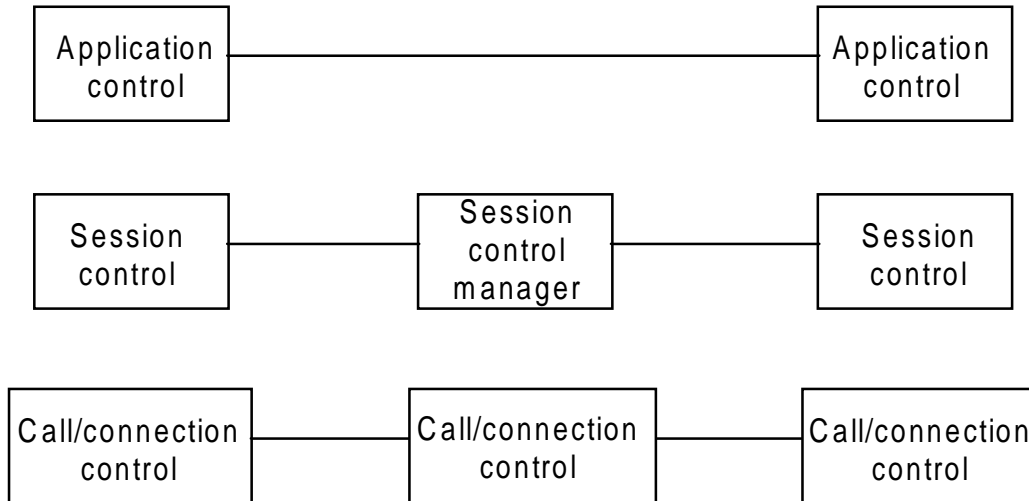 Application
control
Application
control
Session
control
Session
control
manager
Session
control
Call/connection
control
Call/connection
control
Call/connection
control